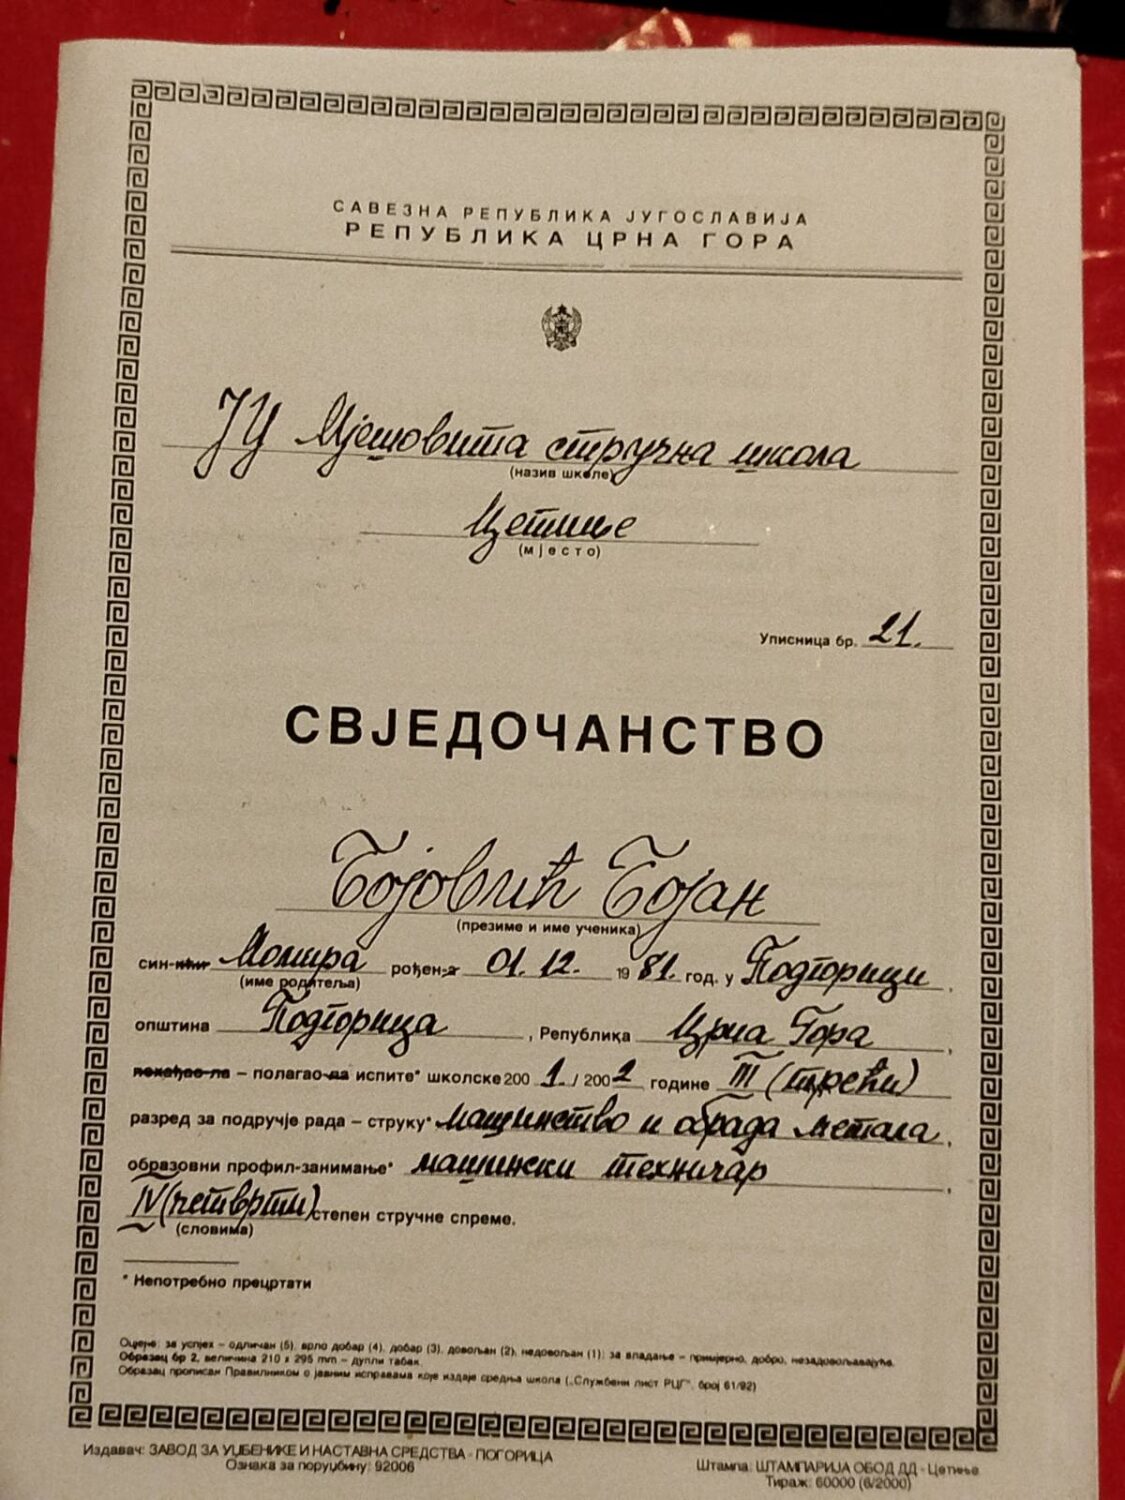 САВЕЗНА РЕПУБЛИКА ЈУГОСЛАВИЈА
РЕПУБЛИКА ЦРНА ГОРА
ЈУ Мјешовита стручна школа
(назив школе)
Цетиње
(мјесто)
Уписница бр. 21.
СВЈЕДОЧАНСТВО
Бојовић Бојан
(презиме и име ученика)
син-кћи Момира рођен-а 01. 12. 1981. год. у Подгорици,
(име родитеља)
општина Подгорица, Република Црна Гора,
похађао-ла – полагао-ла испите* школске 2001./2002 године III (трећи)
разред за подручје рада – струку* машинство и обрада метала,
образовни профил-занимање* машински техничар,
IV (четврти) степен стручне спреме.
(словима)
* Непотребно прецртати
Оцјене: за успјех – одличан (5), врло добар (4), добар (3), довољан (2), недовољан (1); за владање – примјерно, добро, незадовољавајуће.
Образац бр 2, величина 210 x 295 mm – дупли табак.
Образац прописан Правилником о јавним исправама које издаје средња школа („Службени лист РЦГ", број 61/92)
Издавач: ЗАВОД ЗА УЏБЕНИКЕ И НАСТАВНА СРЕДСТВА - ПОГОРИЦА
Ознака за поруџбину: 92006
Штампа: ШТАМПАРИЈА ОБОД ДД - Цетиње
Тираж: 60000 (6/2000)